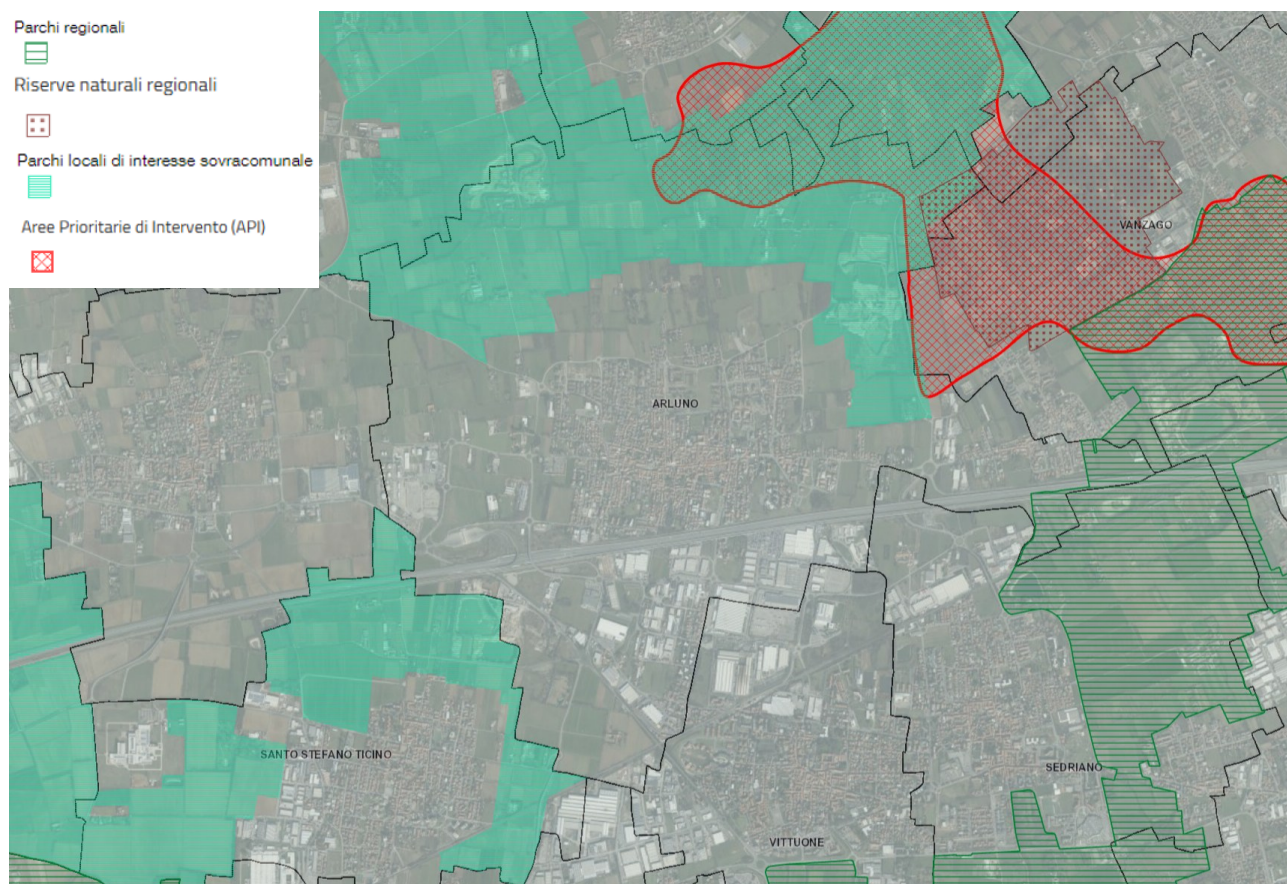 Parchi regionali
Riserve naturali regionali
Parchi locali di interesse sovracomunale
Aree Prioritarie di Intervento (API)
VANZAGO
ARLUNO
SANTO STEFANO TICINO
SEDRIANO
VITTUONE